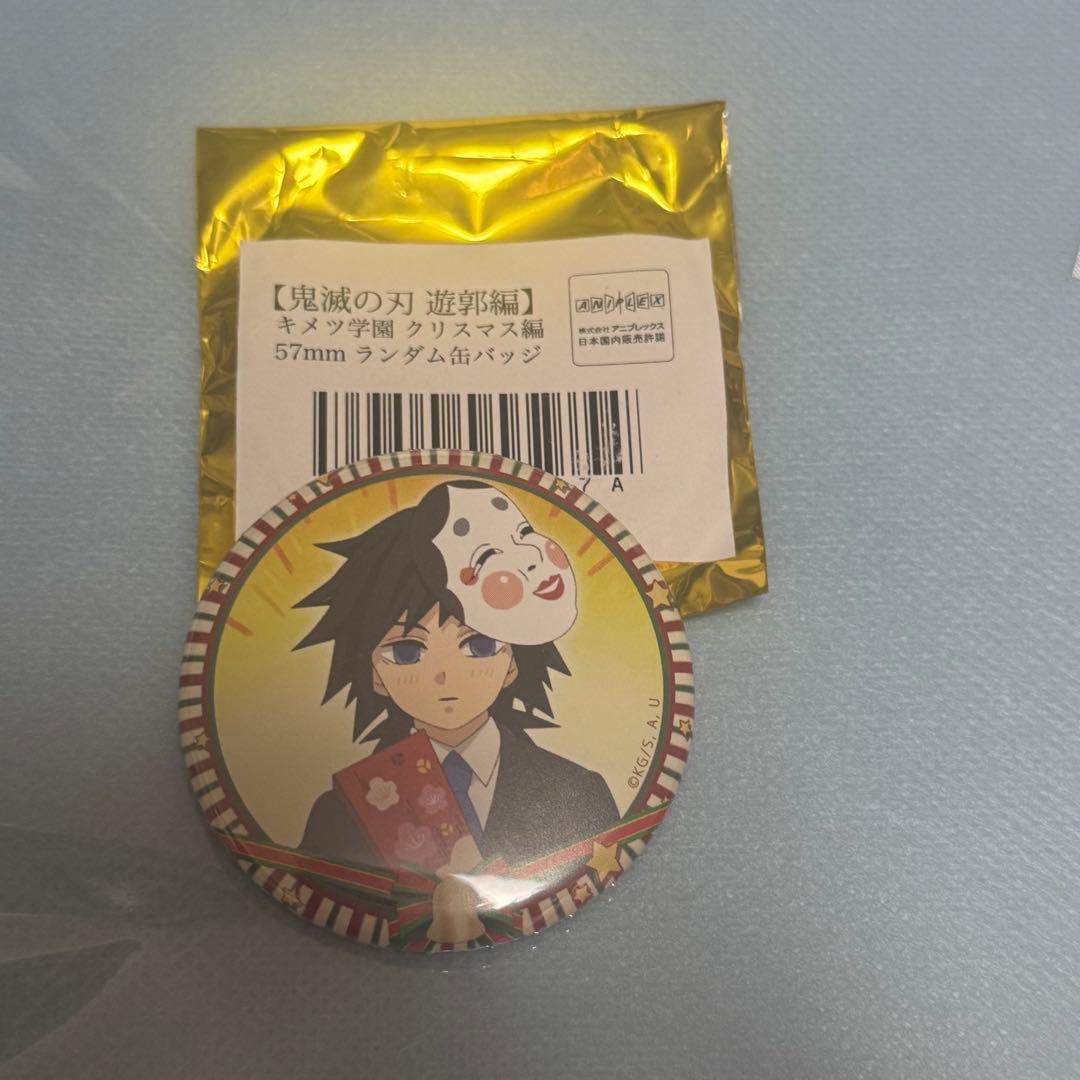 【鬼滅の刃 遊郭編】
キメツ学園 クリスマス編
57mm ランダム缶バッジ
ANIPLEX
株式会社 アニプレックス
日本国内販売許諾
7 A
©KG/S, A, U